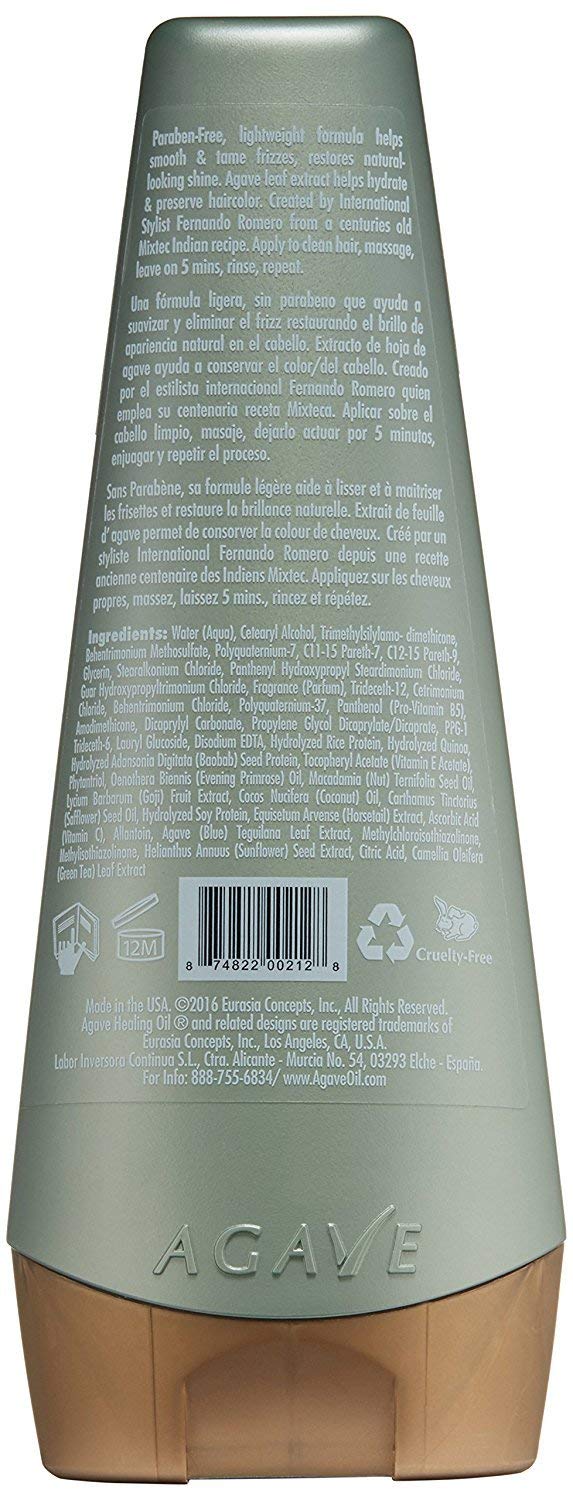 Paraben-Free, lightweight formula helps
smooth & tame frizzes, restores natural-
looking shine. Agave leaf extract helps hydrate
& preserve haircolor. Created by International
Stylist Fernando Romero from a centuries old
Mixtec Indian recipe. Apply to clean hair, massage,
leave on 5 mins, rinse, repeat.
Una fórmula ligera, sin parabeno que ayuda a
suavizar y eliminar el frizz restaurando el brillo de
apariencia natural en el cabello. Extracto de hoja de
agave ayuda a conservar el color/del cabello. Creado
por el estilista internacional Fernando Romero quien
emplea su centenaria receta Mixteca. Aplicar sobre el
cabello limpio, masaje, dejarlo actuar por 5 minutos,
enjuagar y repetir el proceso.
Sans Parabène, sa formule légère aide à lisser et à maitriser
les frisettes et restaure la brillance naturelle. Extrait de feuille
d'agave permet de conserver la colour de cheveux. Créé par un
styliste International Fernando Romero depuis une recette
ancienne centenaire des Indiens Mixtec. Appliquez sur les cheveux
propres, massez, laissez 5 mins., rincez et répétez.
Ingredients: Water (Aqua), Cetearyl Alcohol, Trimethylsilylamo- dimethicone,
Behentrimonium Methosulfate, Polyquaternium-7, C11-15 Pareth-7, C12-15 Pareth-9,
Glycerin, Stearalkonium Chloride, Panthenyl Hydroxypropyl Steardimonium Chloride,
Guar Hydroxypropyltrimonium Chloride, Fragrance (Parfum), Trideceth-12, Cetrimonium
Chloride, Behentrimonium Chloride, Polyquaternium-37, Panthenol (Pro-Vitamin B5),
Amodimethicone, Dicaprylyl Carbonate, Propylene Glycol Dicaprylate/Dicaprate, PPG-1
Trideceth-6, Lauryl Glucoside, Disodium EDTA, Hydrolyzed Rice Protein, Hydrolyzed Quinoa,
Hydrolyzed Adansonia Digitata (Baobab) Seed Protein, Tocopheryl Acetate (Vitamin E Acetate),
Phytantriol, Oenothera Biennis (Evening Primrose) Oil, Macadamia (Nut) Ternifolia Seed Oil,
Lycium Barbarum (Goji) Fruit Extract, Cocos Nucifera (Coconut) Oil, Carthamus Tinctorius
(Safflower) Seed Oil, Hydrolyzed Soy Protein, Equisetum Arvense (Horsetail) Extract, Ascorbic Acid
(Vitamin C), Allantoin, Agave (Blue) Tequilana Leaf Extract, Methylchloroisothiazolinone,
Methylisothiazolinone, Helianthus Annuus (Sunflower) Seed Extract, Citric Acid, Camellia Oleifera
(Green Tea) Leaf Extract
12M
8 74822 00212 8
Cruelty-Free
Made in the USA. ©2016 Eurasia Concepts, Inc., All Rights Reserved.
Agave Healing Oil ® and related designs are registered trademarks of
Eurasia Concepts, Inc., Los Angeles, CA, U.S.A.
Labor Inversora Continua S.L., Ctra. Alicante - Murcia No. 54, 03293 Elche - España.
For Info: 888-755-6834/ www.AgaveOil.com
AGAVE